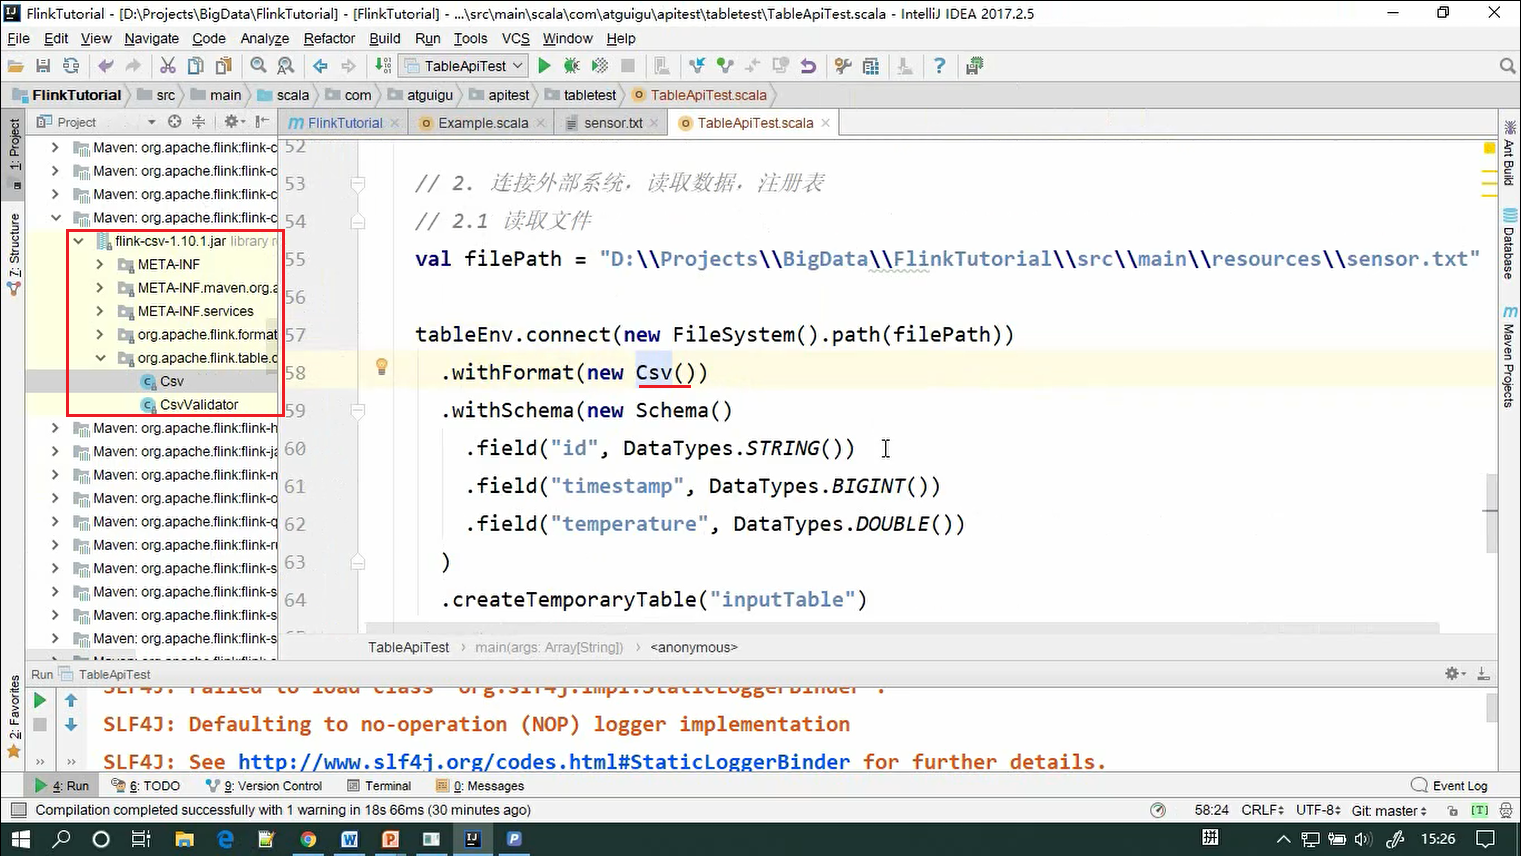 FlinkTutorial - [D:\Projects\BigData\FlinkTutorial] - [FlinkTutorial] - ...\src\main\scala\com\atguigu\apitest\tabletest\TableApiTest.scala - IntelliJ IDEA 2017.2.5
File Edit View Navigate Code Analyze Refactor Build Run Tools VCS Window Help
TableApiTest
FlinkTutorial src main scala com atguigu apitest tabletest TableApiTest.scala
Project FlinkTutorial Example.scala sensor.txt TableApiTest.scala
1: Project
7: Structure
2: Favorites
Ant Build
Database
Maven Projects
Maven: org.apache.flink:flink-c
Maven: org.apache.flink:flink-c
Maven: org.apache.flink:flink-c
Maven: org.apache.flink:flink-c
flink-csv-1.10.1.jar library
META-INF
META-INF.maven.org.a
META-INF.services
org.apache.flink.format
org.apache.flink.table.c
Csv
CsvValidator
Maven: org.apache.flink:flink-h
Maven: org.apache.flink:flink-ja
Maven: org.apache.flink:flink-n
Maven: org.apache.flink:flink-o
Maven: org.apache.flink:flink-q
Maven: org.apache.flink:flink-ru
Maven: org.apache.flink:flink-s
Maven: org.apache.flink:flink-s
Maven: org.apache.flink:flink-s
Maven: org.apache.flink:flink-s
52
53 // 2. 连接外部系统，读取数据，注册表
54 // 2.1 读取文件
55 val filePath = "D:\\Projects\\BigData\\FlinkTutorial\\src\\main\\resources\\sensor.txt"
56
57 tableEnv.connect(new FileSystem().path(filePath))
58 .withFormat(new Csv())
59 .withSchema(new Schema()
60 .field("id", DataTypes.STRING())
61 .field("timestamp", DataTypes.BIGINT())
62 .field("temperature", DataTypes.DOUBLE())
63 )
64 .createTemporaryTable("inputTable")
TableApiTest main(args: Array[String]) <anonymous>
Run TableApiTest
SLF4J: Failed to load class "org.slf4j.impl.StaticLoggerBinder".
SLF4J: Defaulting to no-operation (NOP) logger implementation
SLF4J: See http://www.slf4j.org/codes.html#StaticLoggerBinder for further details.
4: Run 6: TODO 9: Version Control Terminal 0: Messages Event Log
Compilation completed successfully with 1 warning in 18s 66ms (30 minutes ago) 58:24 CRLF UTF-8 Git: master [T]
拼 15:26